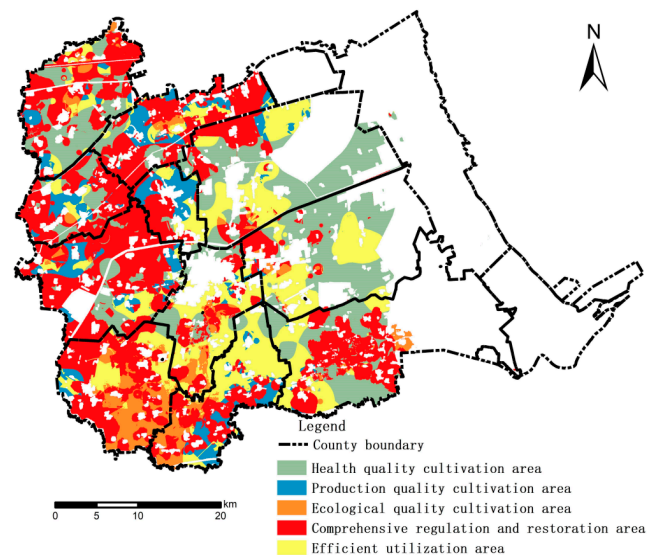 N
Legend
County boundary
Health quality cultivation area
Production quality cultivation area
Ecological quality cultivation area
Comprehensive regulation and restoration area
Efficient utilization area
km
0 5 10 20